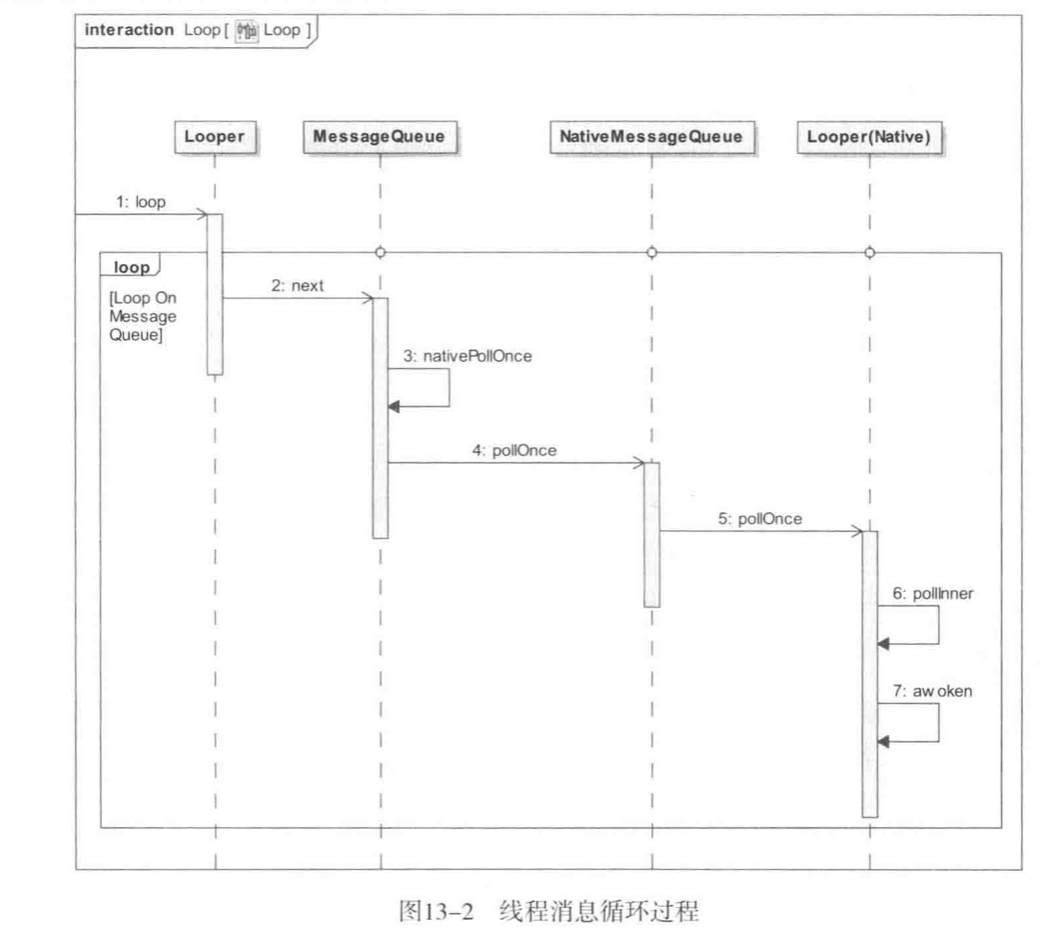 interaction Loop [ Loop ]
Looper
MessageQueue
NativeMessageQueue
Looper(Native)
1: loop
loop
[Loop On
Message
Queue]
2: next
3: nativePollOnce
4: pollOnce
5: pollOnce
6: pollInner
7: awoken
图13-2 线程消息循环过程